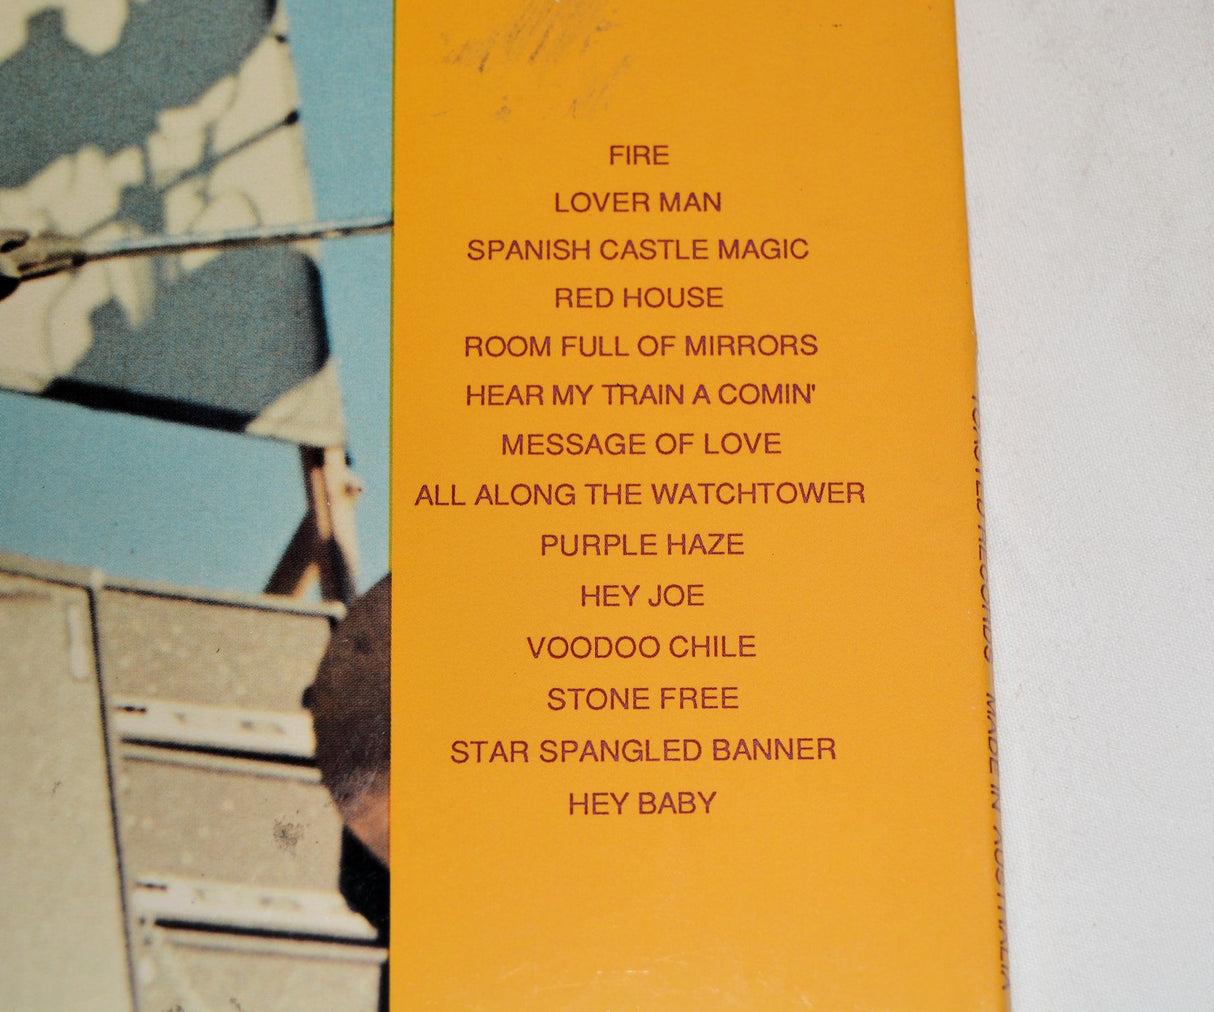 FIRE
LOVER MAN
SPANISH CASTLE MAGIC
RED HOUSE
ROOM FULL OF MIRRORS
HEAR MY TRAIN A COMIN'
MESSAGE OF LOVE
ALL ALONG THE WATCHTOWER
PURPLE HAZE
HEY JOE
VOODOO CHILE
STONE FREE
STAR SPANGLED BANNER
HEY BABY
MADE IN AUSTRALIA